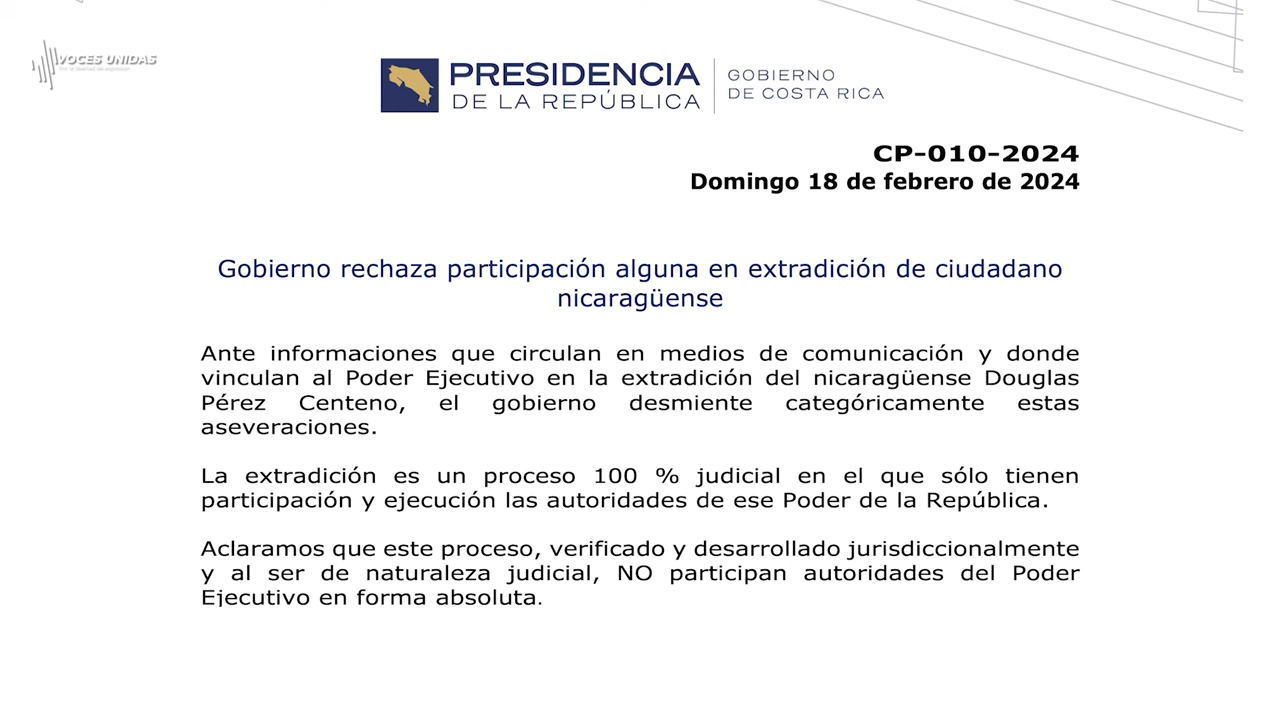 VOCES UNIDAS
Por la libertad de expresión
PRESIDENCIA
DE LA REPÚBLICA
GOBIERNO
DE COSTA RICA
CP-010-2024
Domingo 18 de febrero de 2024
Gobierno rechaza participación alguna en extradición de ciudadano
nicaragüense
Ante informaciones que circulan en medios de comunicación y donde
vinculan al Poder Ejecutivo en la extradición del nicaragüense Douglas
Pérez Centeno, el gobierno desmiente categóricamente estas
aseveraciones.
La extradición es un proceso 100 % judicial en el que sólo tienen
participación y ejecución las autoridades de ese Poder de la República.
Aclaramos que este proceso, verificado y desarrollado jurisdiccionalmente
y al ser de naturaleza judicial, NO participan autoridades del Poder
Ejecutivo en forma absoluta.